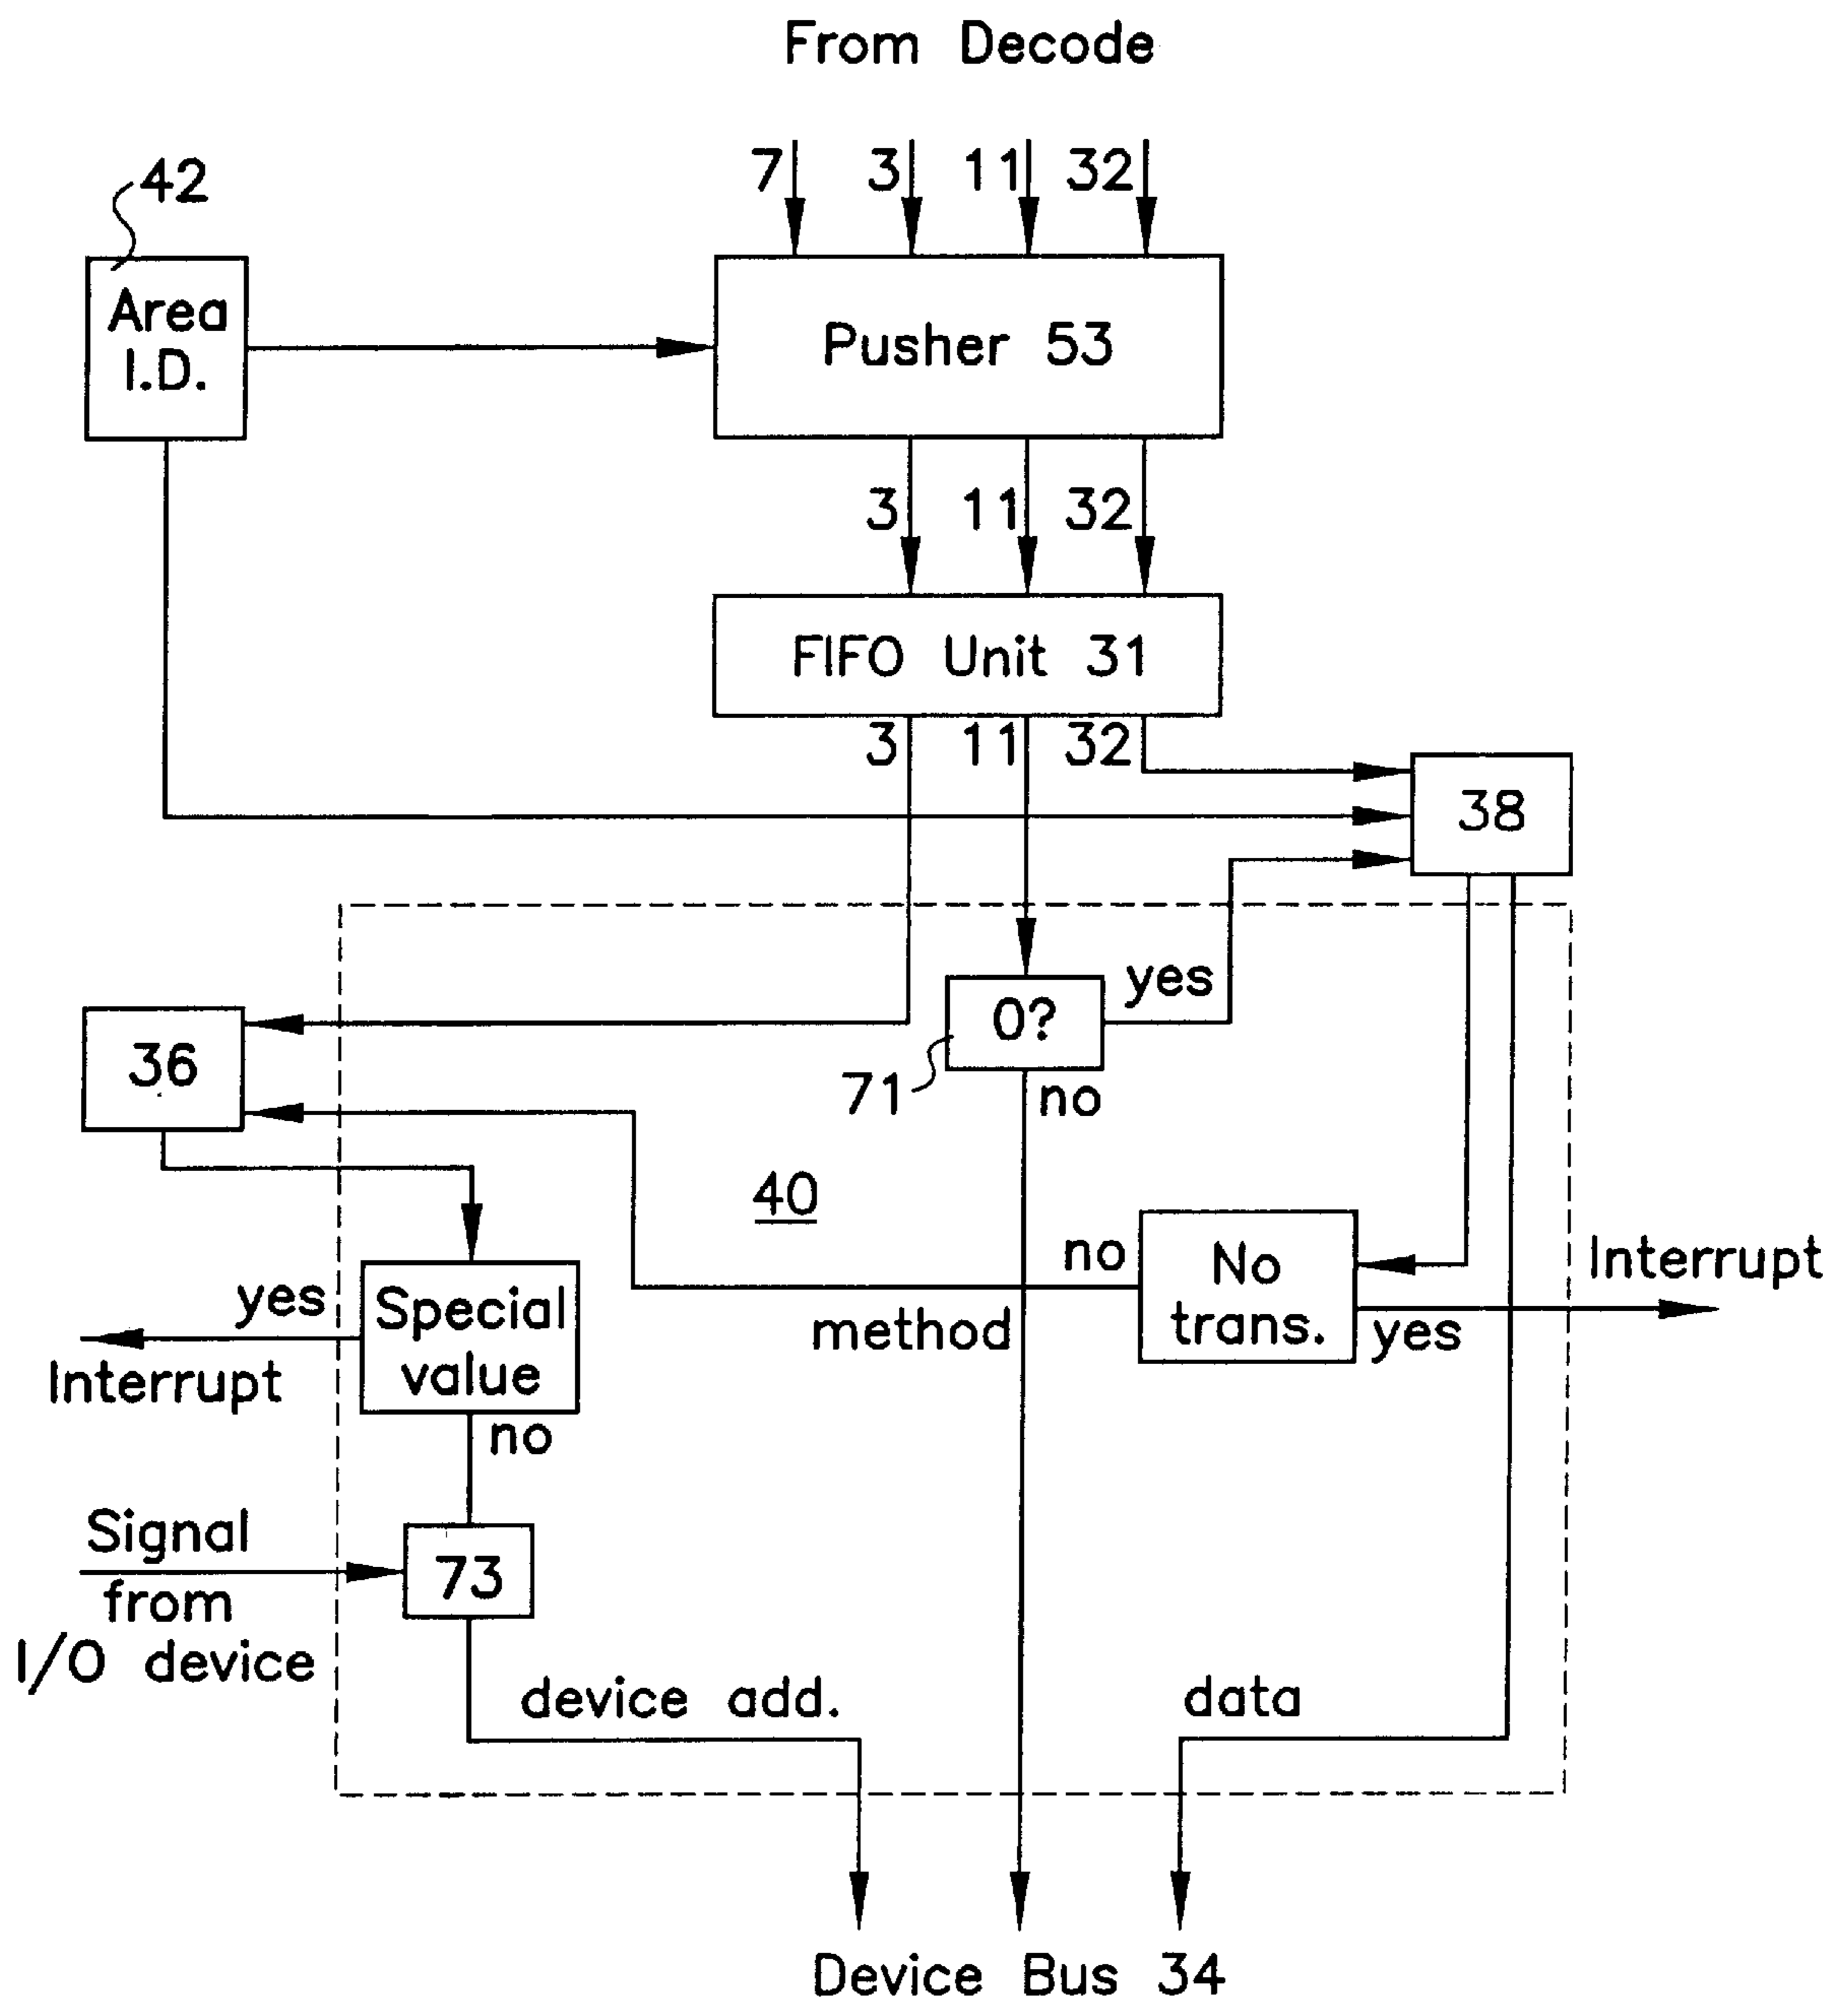 From Decode
7 3 11 32
42
Area
I.D.
Pusher 53
3 11 32
FIFO Unit 31
3 11 32
38
0?
yes
71
no
36
40
no
No
trans.
Interrupt
yes
method
yes
Special
value
Interrupt
no
Signal
from
I/O device
73
device add.
data
Device Bus 34